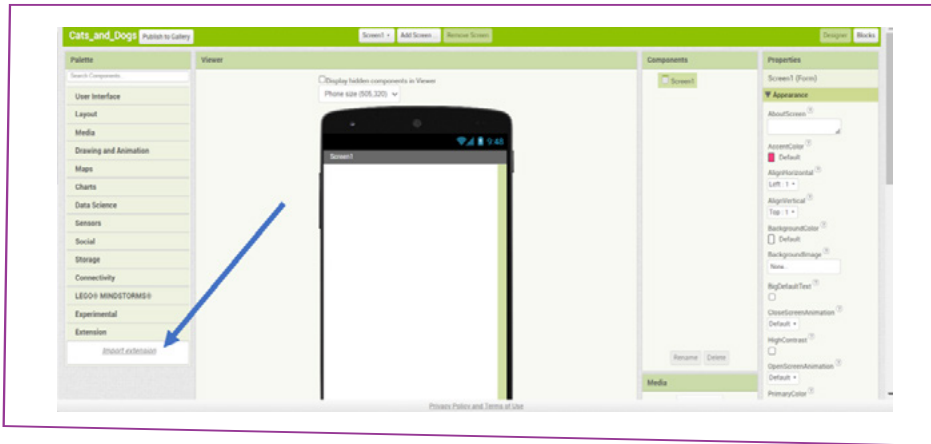 Cats_and_Dogs Publish to Gallery Screen1 Add Screen ... Remove Screen Designer Blocks
Palette
Search Components...
User Interface
Layout
Media
Drawing and Animation
Maps
Charts
Data Science
Sensors
Social
Storage
Connectivity
LEGO® MINDSTORMS®
Experimental
Extension
Import extension
Viewer
Display hidden components in Viewer
Phone size (505,320)
9:48
Screen1
Components
Screen1
Rename Delete
Media
Properties
Screen1 (Form)
Appearance
AboutScreen ?
AccentColor ?
Default
AlignHorizontal ?
Left : 1
AlignVertical ?
Top : 1
BackgroundColor ?
Default
BackgroundImage ?
None...
BigDefaultText ?
CloseScreenAnimation ?
Default
HighContrast ?
OpenScreenAnimation ?
Default
PrimaryColor ?
Privacy Policy and Terms of Use